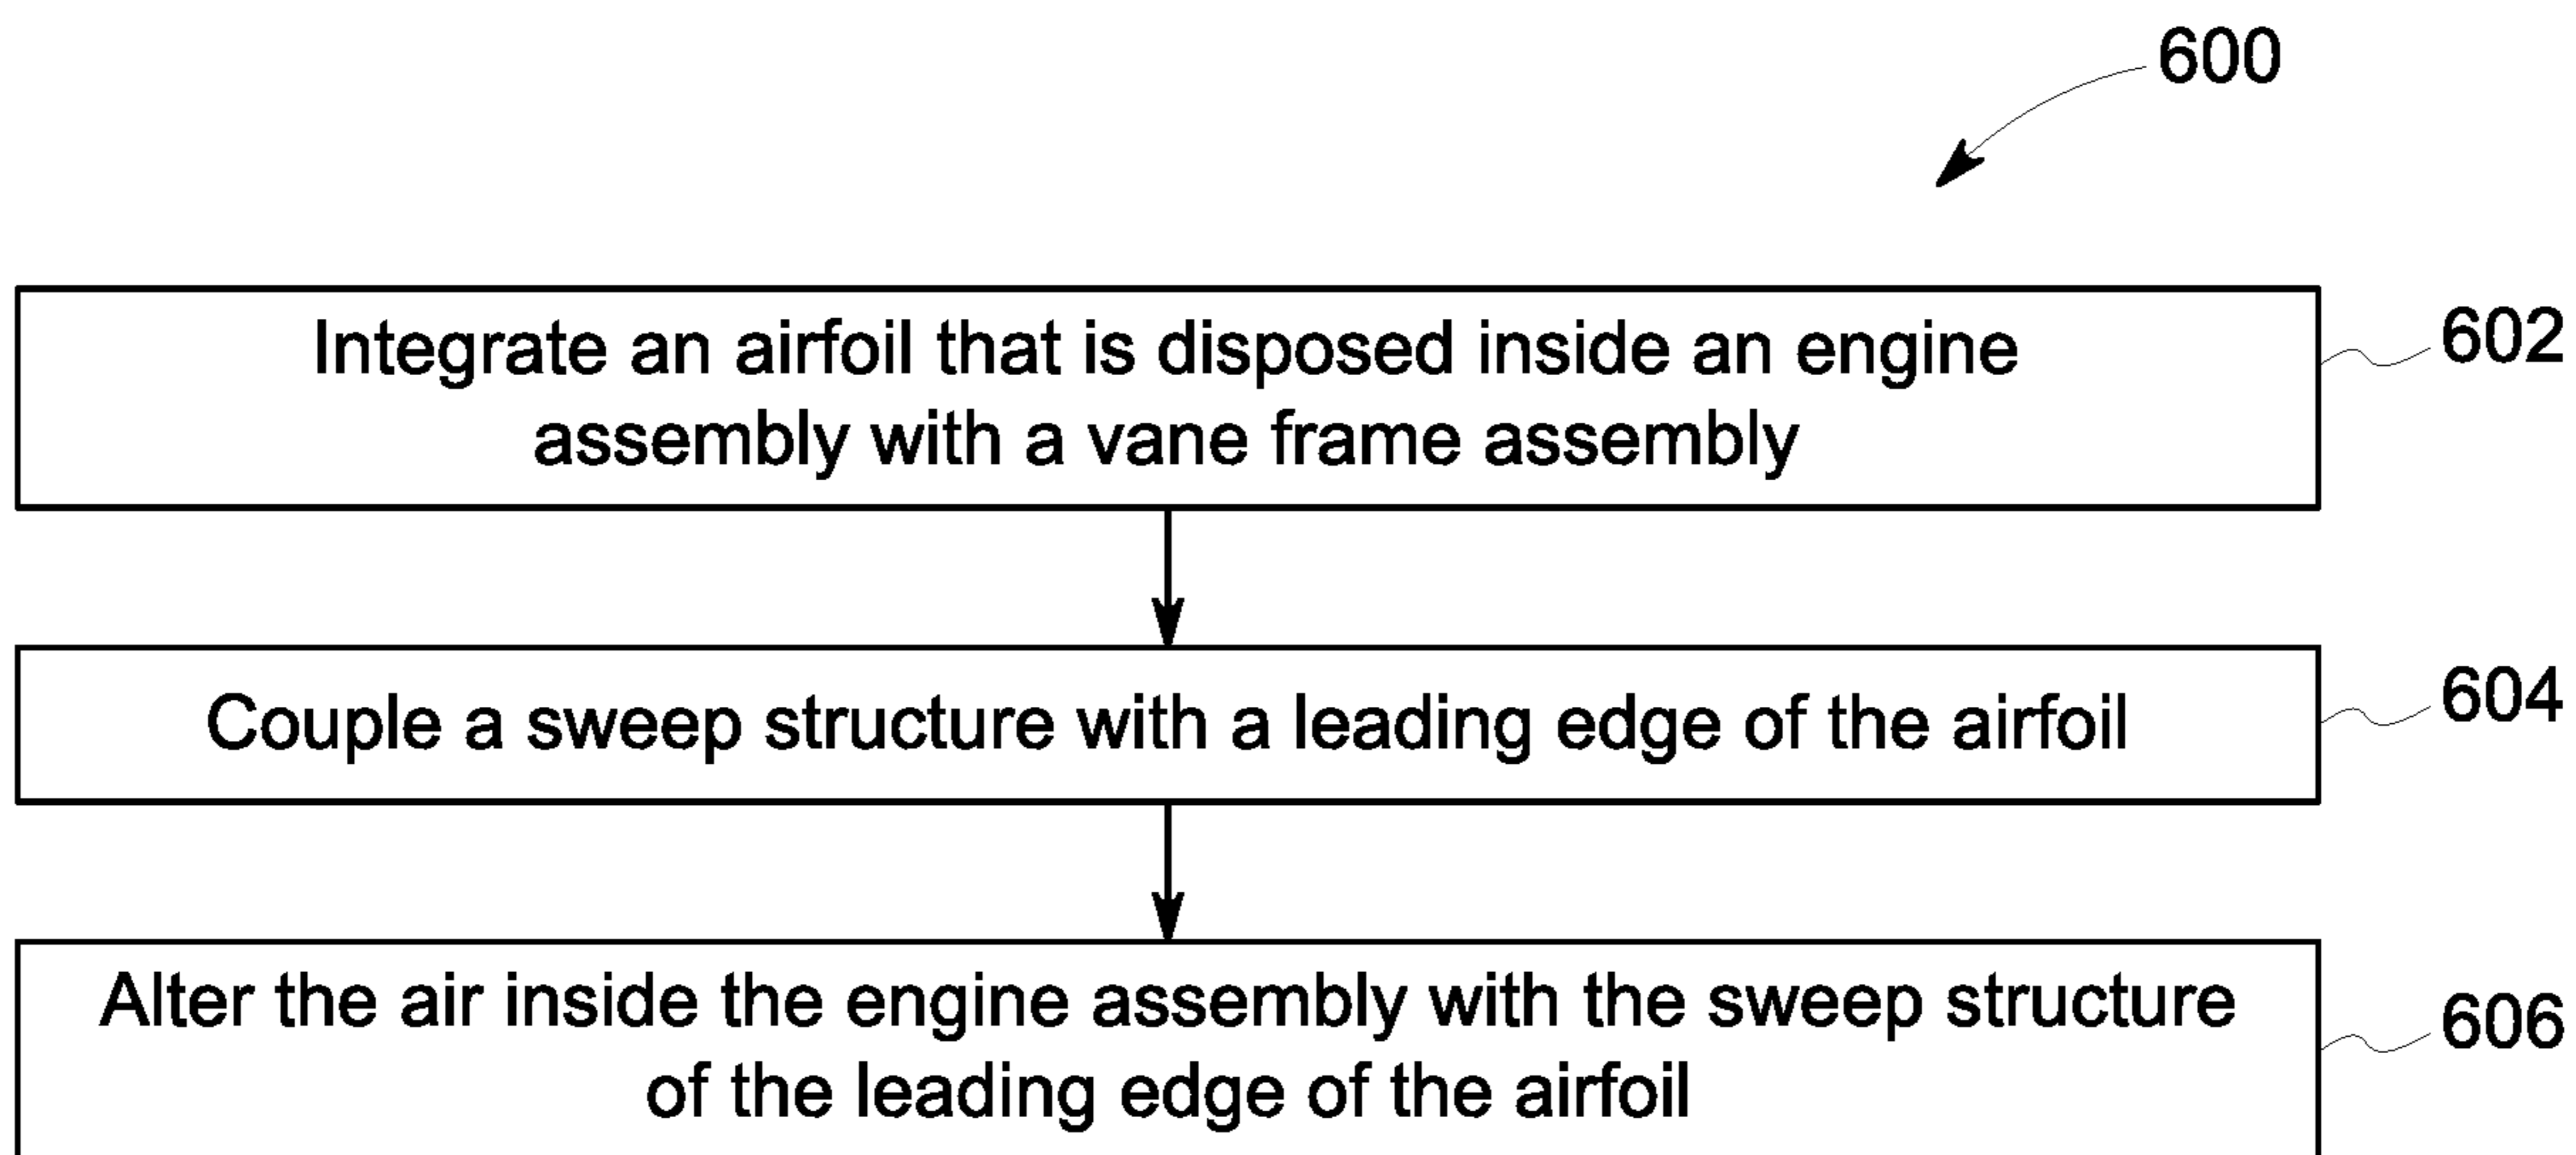 600
Integrate an airfoil that is disposed inside an engine
assembly with a vane frame assembly
602
Couple a sweep structure with a leading edge of the airfoil
604
Alter the air inside the engine assembly with the sweep structure
of the leading edge of the airfoil
606